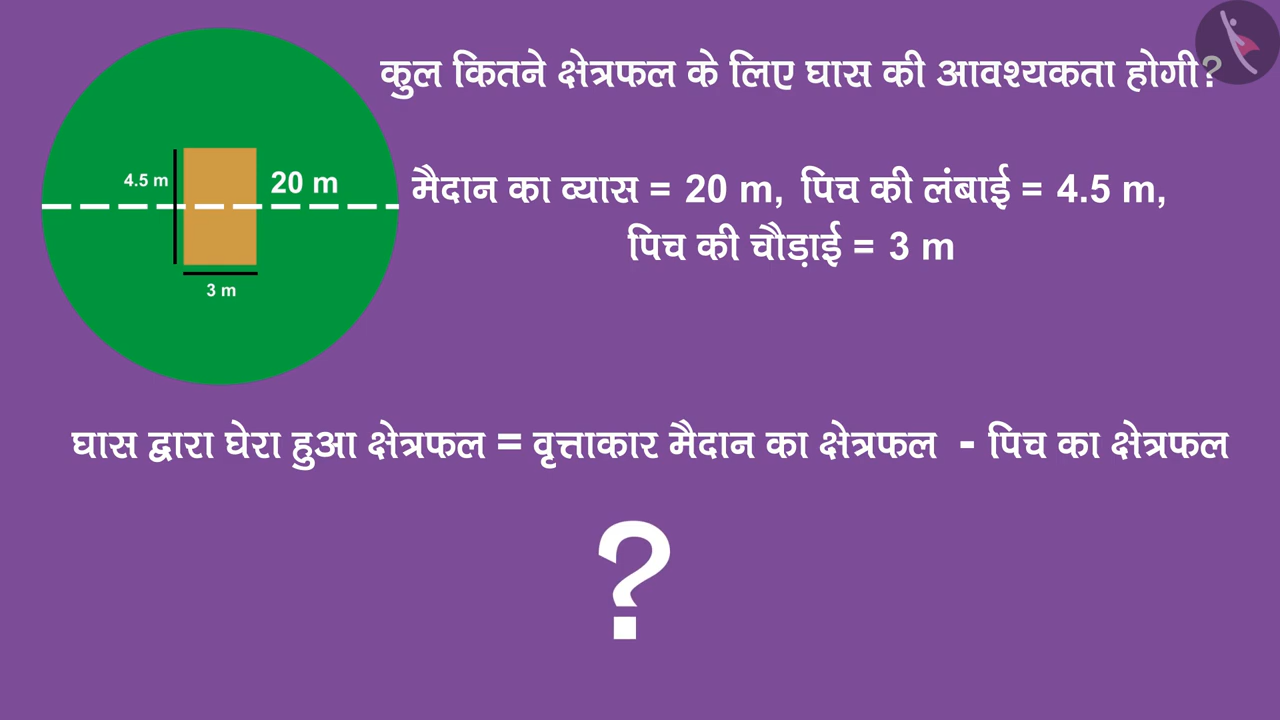 कुल कितने क्षेत्रफल के लिए घास की आवश्यकता होगी?
4.5 m
20 m
3 m
मैदान का व्यास = 20 m, पिच की लंबाई = 4.5 m,
पिच की चौड़ाई = 3 m
घास द्वारा घेरा हुआ क्षेत्रफल = वृत्ताकार मैदान का क्षेत्रफल - पिच का क्षेत्रफल
?